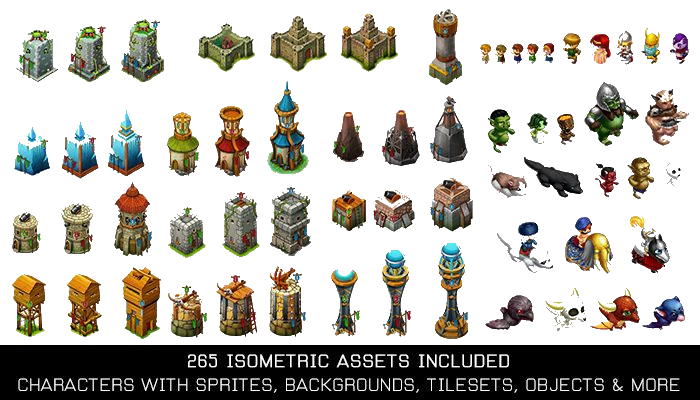 265 ISOMETRIC ASSETS INCLUDED
CHARACTERS WITH SPRITES, BACKGROUNDS, TILESETS, OBJECTS & MORE